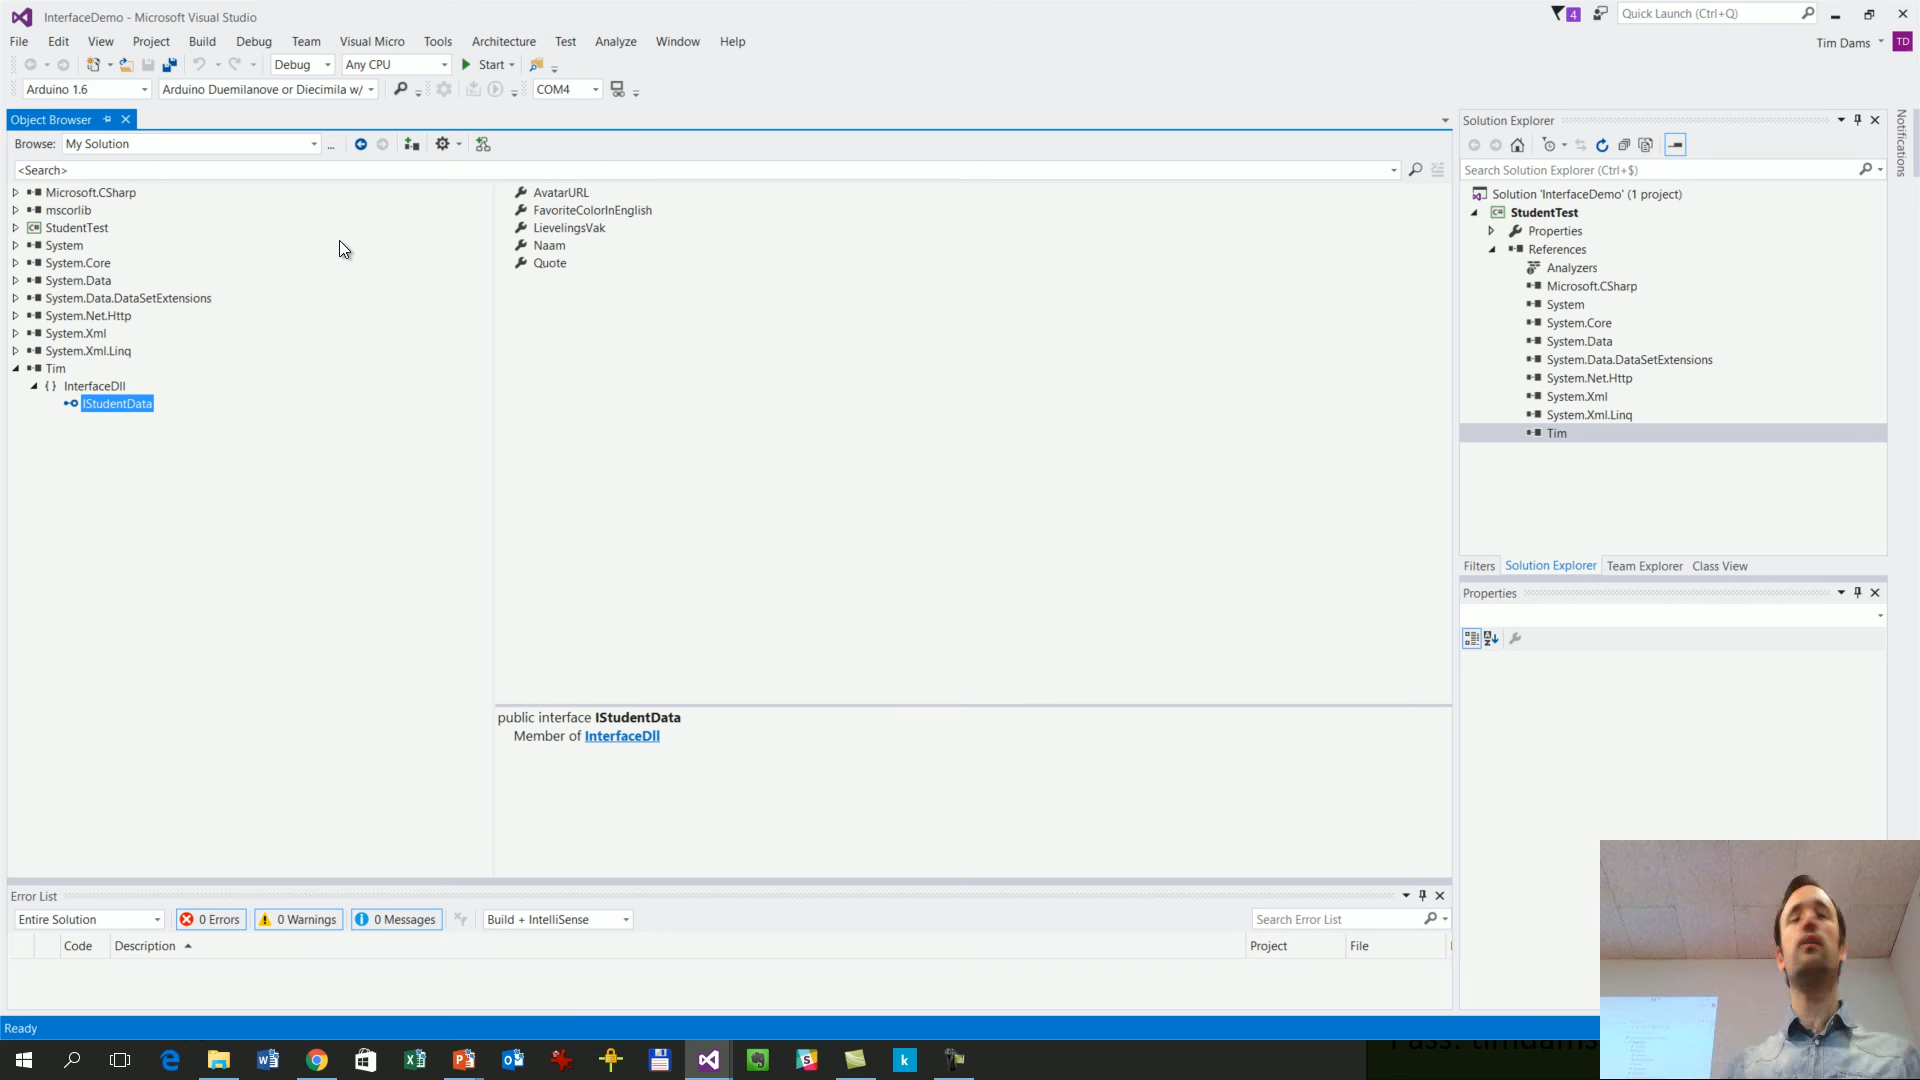 InterfaceDemo - Microsoft Visual Studio
4
Quick Launch (Ctrl+Q)
File Edit View Project Build Debug Team Visual Micro Tools Architecture Test Analyze Window Help
Tim Dams TD
Debug Any CPU Start
Arduino 1.6 Arduino Duemilanove or Diecimila w/ COM4
Object Browser
Browse: My Solution ...
<Search>
Microsoft.CSharp
mscorlib
StudentTest
System
System.Core
System.Data
System.Data.DataSetExtensions
System.Net.Http
System.Xml
System.Xml.Linq
Tim
InterfaceDll
IStudentData
AvatarURL
FavoriteColorInEnglish
LievelingsVak
Naam
Quote
public interface IStudentData
Member of InterfaceDll
Solution Explorer
Search Solution Explorer (Ctrl+$)
Solution 'InterfaceDemo' (1 project)
StudentTest
Properties
References
Analyzers
Microsoft.CSharp
System
System.Core
System.Data
System.Data.DataSetExtensions
System.Net.Http
System.Xml
System.Xml.Linq
Tim
Filters Solution Explorer Team Explorer Class View
Properties
Notifications
Error List
Entire Solution 0 Errors 0 Warnings 0 Messages Build + IntelliSense Search Error List
Code Description Project File
Ready